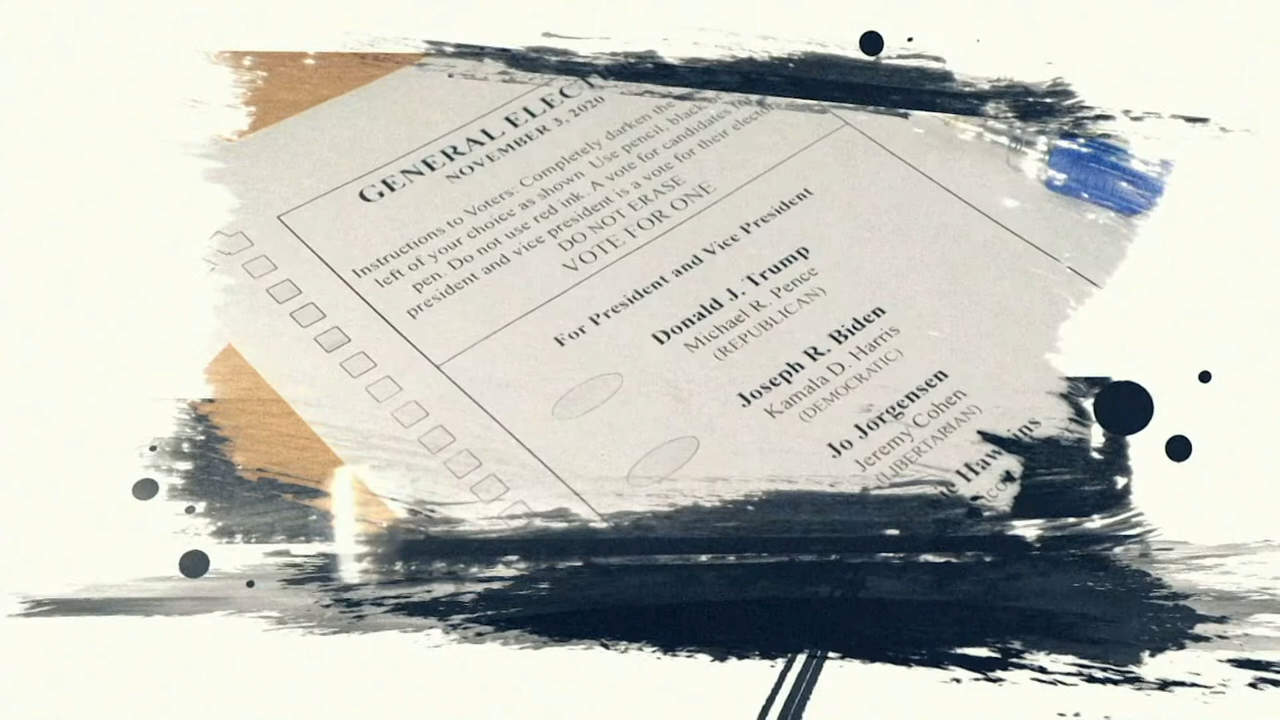 GENERAL ELECT
NOVEMBER 3, 2020
Instructions to Voters: Completely darken the
left of your choice as shown. Use pencil, black or
pen. Do not use red ink. A vote for candidates for
president and vice president is a vote for their electors
DO NOT ERASE
VOTE FOR ONE
For President and Vice President
Donald J. Trump
Michael R. Pence
(REPUBLICAN)
Joseph R. Biden
Kamala D. Harris
(DEMOCRATIC)
Jo Jorgensen
Jeremy Cohen
(LIBERTARIAN)